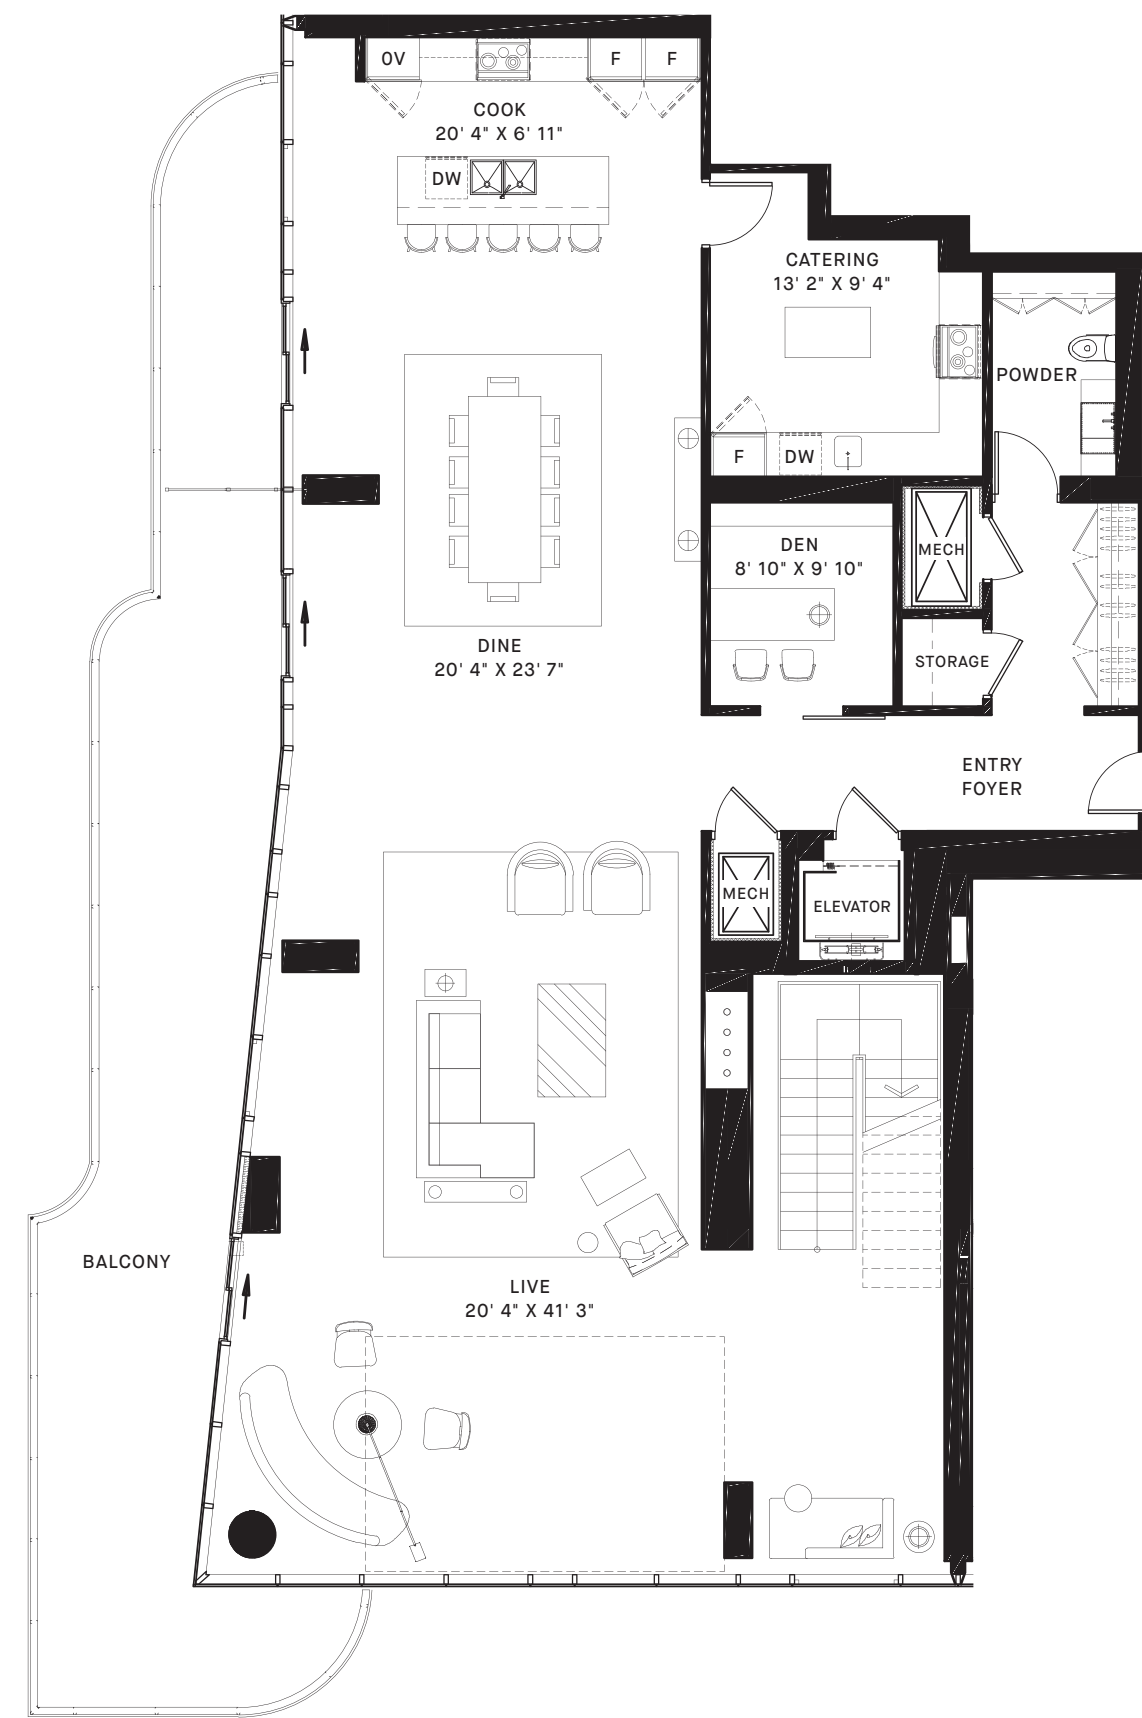 OV
F
F
COOK
20' 4" X 6' 11"
DW
CATERING
13' 2" X 9' 4"
POWDER
F
DW
DEN
8' 10" X 9' 10"
MECH
DINE
20' 4" X 23' 7"
STORAGE
ENTRY
FOYER
MECH
ELEVATOR
BALCONY
LIVE
20' 4" X 41' 3"